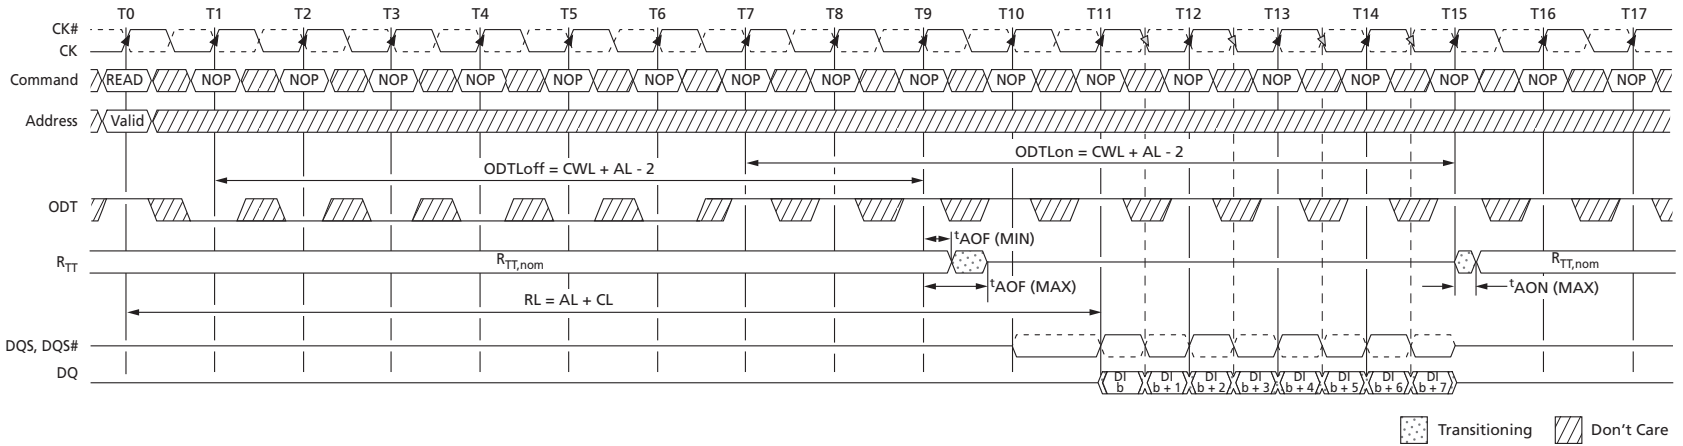 T0 T1 T2 T3 T4 T5 T6 T7 T8 T9 T10 T11 T12 T13 T14 T15 T16 T17
CK#
CK
Command READ NOP NOP NOP NOP NOP NOP NOP NOP NOP NOP NOP NOP NOP NOP NOP NOP NOP
Address Valid
ODTLon = CWL + AL - 2
ODTLoff = CWL + AL - 2
ODT
tAOF (MIN)
RTT RTT,nom RTT,nom
tAOF (MAX) tAON (MAX)
RL = AL + CL
DQS, DQS#
DQ
DI b DI b + 1 DI b + 2 DI b + 3 DI b + 4 DI b + 5 DI b + 6 DI b + 7
Transitioning Don't Care